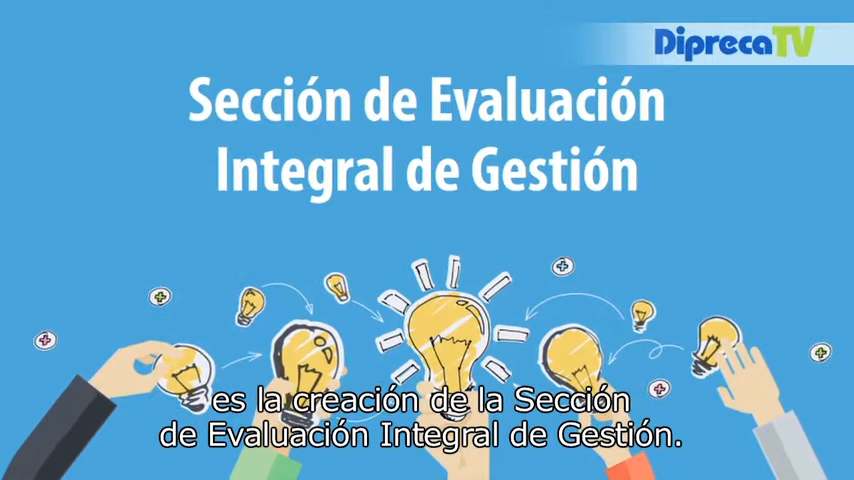 DiprecaTV
Sección de Evaluación
Integral de Gestión
es la creación de la Sección
de Evaluación Integral de Gestión.